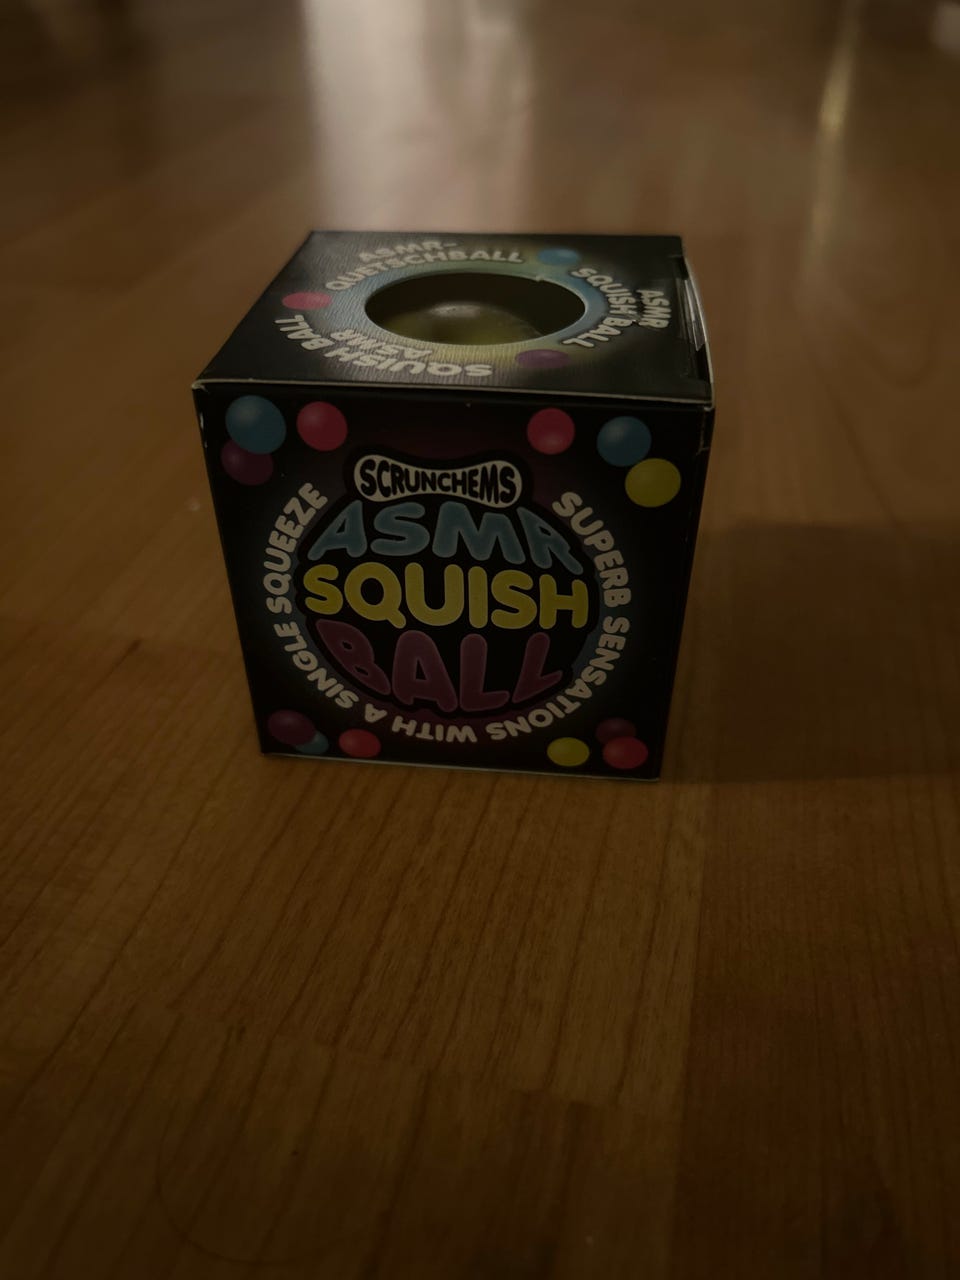 ASMR-
QUETSCHBALL
ASMR
SQUISH BALL
ASMR
SQUISH BALL
SCRUNCHEMS
ASMR
SQUISH
BALL
SUPERB SENSATIONS WITH A SINGLE SQUEEZE